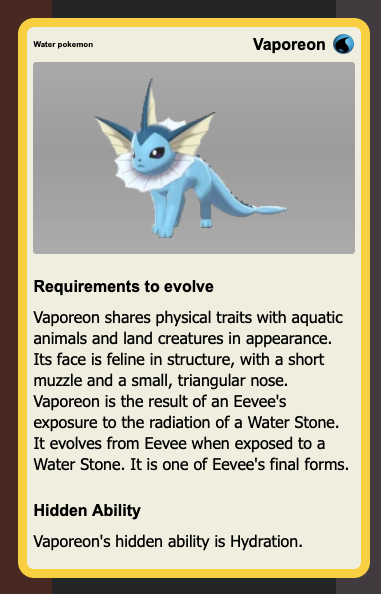 Water pokemon
Vaporeon
Requirements to evolve
Vaporeon shares physical traits with aquatic
animals and land creatures in appearance.
Its face is feline in structure, with a short
muzzle and a small, triangular nose.
Vaporeon is the result of an Eevee's
exposure to the radiation of a Water Stone.
It evolves from Eevee when exposed to a
Water Stone. It is one of Eevee's final forms.
Hidden Ability
Vaporeon's hidden ability is Hydration.